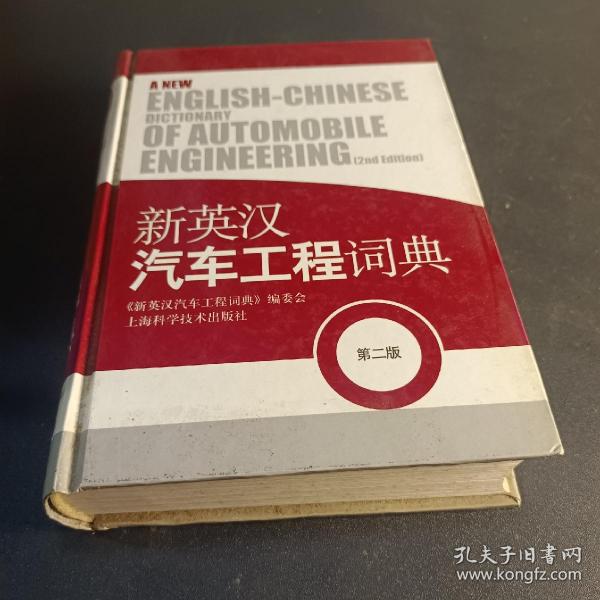 A NEW
ENGLISH-CHINESE
DICTIONARY
OF AUTOMOBILE
ENGINEERING (2nd Edition)
新英汉
汽车工程词典
《新英汉汽车工程词典》编委会
上海科学技术出版社
第二版
孔夫子旧书网
www.kongfz.com